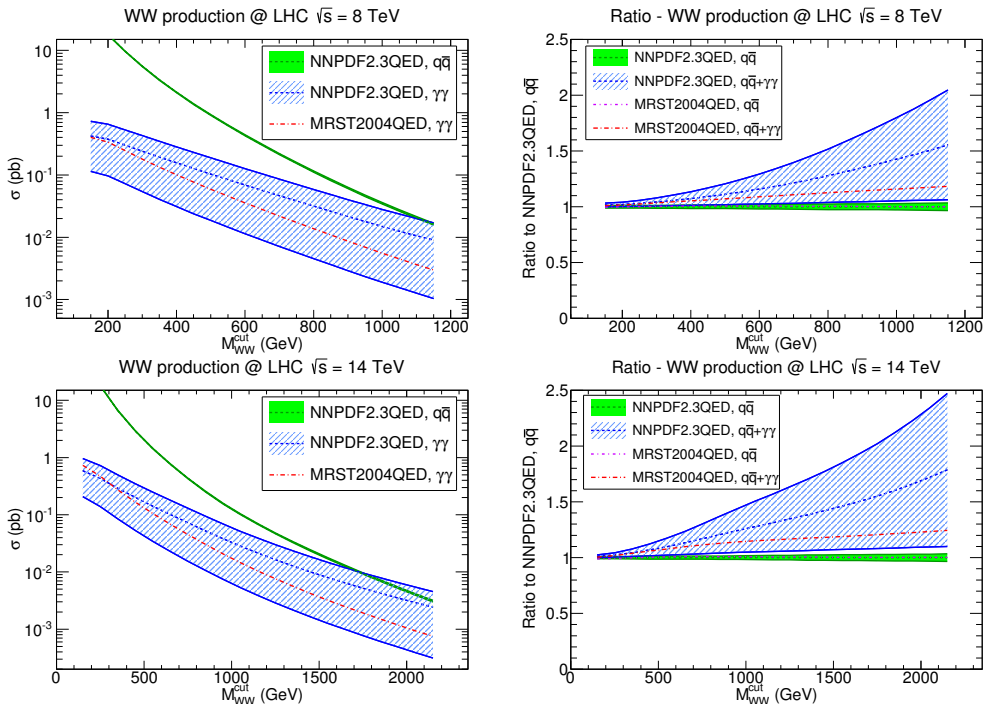 WW production @ LHC √s = 8 TeV
σ (pb)
10
1
10⁻¹
10⁻²
10⁻³
NNPDF2.3QED, qq̅
NNPDF2.3QED, γγ
MRST2004QED, γγ
200 400 600 800 1000 1200
M_WW^cut (GeV)
Ratio - WW production @ LHC √s = 8 TeV
Ratio to NNPDF2.3QED, qq̅
2.5
2
1.5
1
0.5
0
NNPDF2.3QED, qq̅
NNPDF2.3QED, qq̅+γγ
MRST2004QED, qq̅
MRST2004QED, qq̅+γγ
200 400 600 800 1000 1200
M_WW^cut (GeV)
WW production @ LHC √s = 14 TeV
σ (pb)
10
1
10⁻¹
10⁻²
10⁻³
NNPDF2.3QED, qq̅
NNPDF2.3QED, γγ
MRST2004QED, γγ
0 500 1000 1500 2000
M_WW^cut (GeV)
Ratio - WW production @ LHC √s = 14 TeV
Ratio to NNPDF2.3QED, qq̅
2.5
2
1.5
1
0.5
0
NNPDF2.3QED, qq̅
NNPDF2.3QED, qq̅+γγ
MRST2004QED, qq̅
MRST2004QED, qq̅+γγ
0 500 1000 1500 2000
M_WW^cut (GeV)